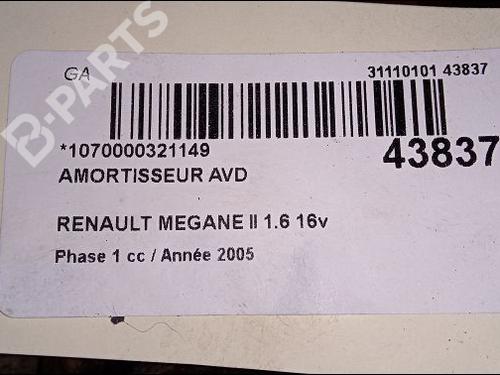 GA
31110101 43837
*1070000321149
43837
AMORTISSEUR AVD
RENAULT MEGANE II 1.6 16v
Phase 1 cc / Année 2005
B-PARTS